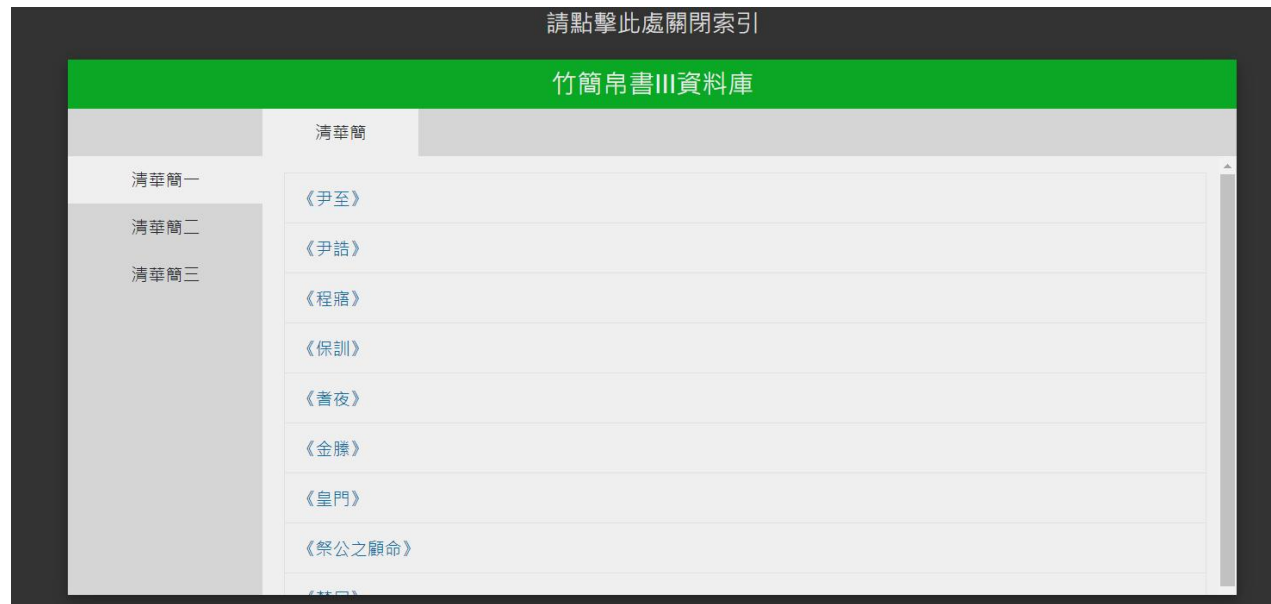 請點擊此處關閉索引
竹簡帛書III資料庫
清華簡
清華簡一
清華簡二
清華簡三
《尹至》
《尹誥》
《程寤》
《保訓》
《耆夜》
《金縢》
《皇門》
《祭公之顧命》